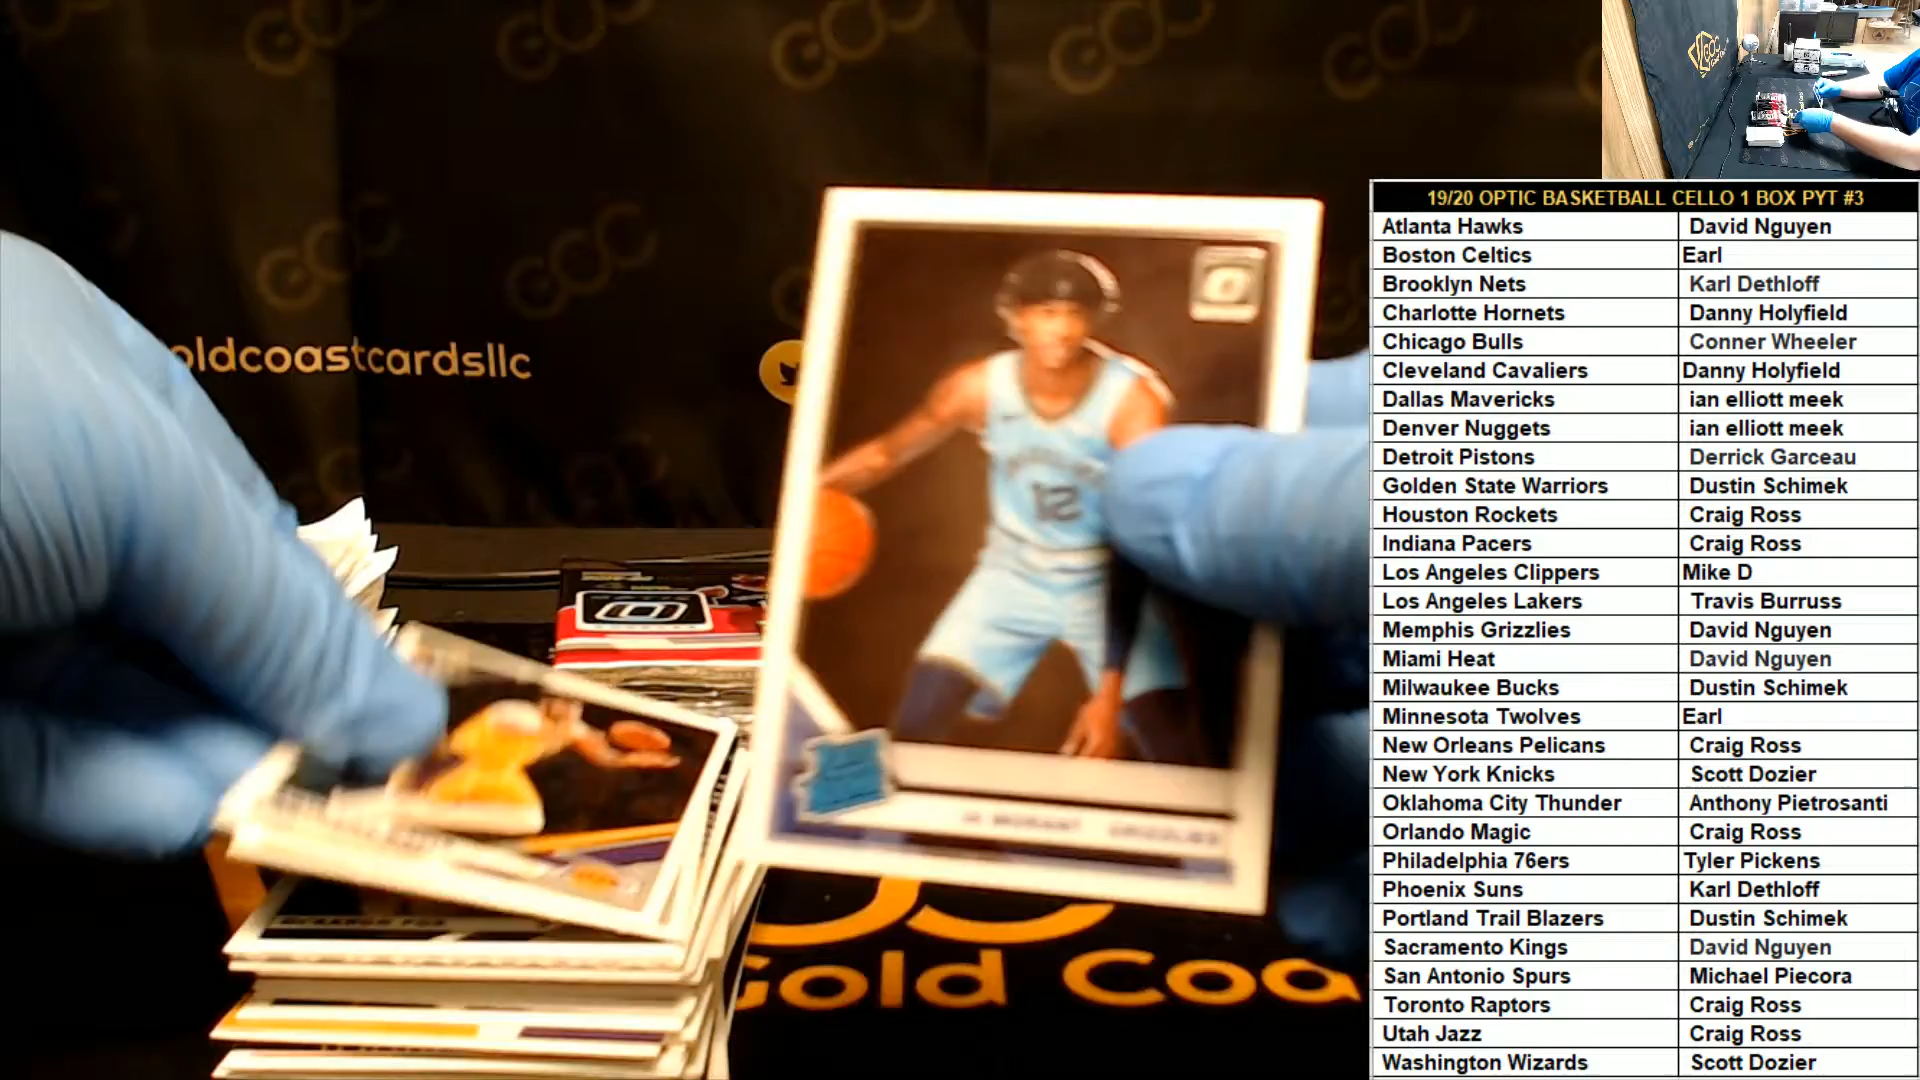 oldcoastcardsllc
12
JA MORANT GRIZZLIES
Gold Coa
19/20 OPTIC BASKETBALL CELLO 1 BOX PYT #3
Atlanta Hawks David Nguyen
Boston Celtics Earl
Brooklyn Nets Karl Dethloff
Charlotte Hornets Danny Holyfield
Chicago Bulls Conner Wheeler
Cleveland Cavaliers Danny Holyfield
Dallas Mavericks ian elliott meek
Denver Nuggets ian elliott meek
Detroit Pistons Derrick Garceau
Golden State Warriors Dustin Schimek
Houston Rockets Craig Ross
Indiana Pacers Craig Ross
Los Angeles Clippers Mike D
Los Angeles Lakers Travis Burruss
Memphis Grizzlies David Nguyen
Miami Heat David Nguyen
Milwaukee Bucks Dustin Schimek
Minnesota Twolves Earl
New Orleans Pelicans Craig Ross
New York Knicks Scott Dozier
Oklahoma City Thunder Anthony Pietrosanti
Orlando Magic Craig Ross
Philadelphia 76ers Tyler Pickens
Phoenix Suns Karl Dethloff
Portland Trail Blazers Dustin Schimek
Sacramento Kings David Nguyen
San Antonio Spurs Michael Piecora
Toronto Raptors Craig Ross
Utah Jazz Craig Ross
Washington Wizards Scott Dozier